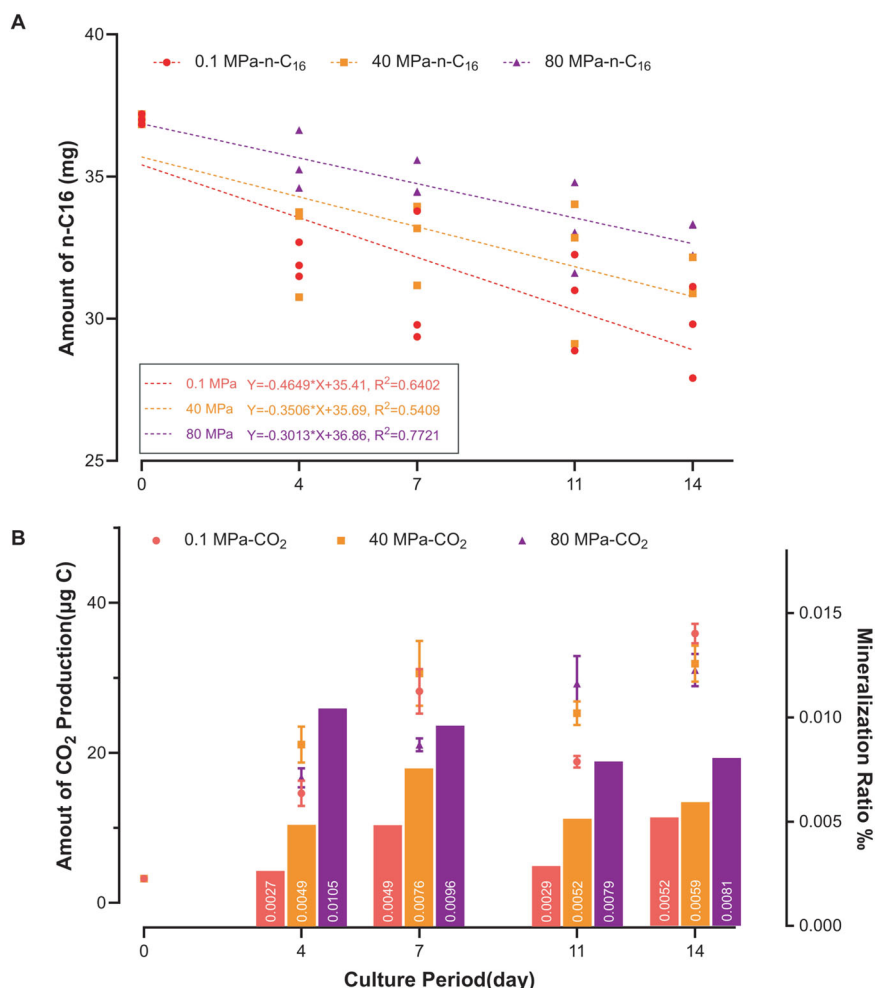 A
40
0.1 MPa-n-C₁₆
40 MPa-n-C₁₆
80 MPa-n-C₁₆
35
Amount of n-C16 (mg)
30
0.1 MPa Y=-0.4649*X+35.41, R²=0.6402
40 MPa Y=-0.3506*X+35.69, R²=0.5409
80 MPa Y=-0.3013*X+36.86, R²=0.7721
25
0 4 7 11 14
B
0.1 MPa-CO₂
40 MPa-CO₂
80 MPa-CO₂
40
20
0
Amout of CO₂ Production(μg C)
0.015
0.010
0.005
0.000
Mineralization Ratio ‰
0.0027
0.0049
0.0105
0.0049
0.0076
0.0096
0.0029
0.0052
0.0079
0.0052
0.0059
0.0081
0 4 7 11 14
Culture Period(day)